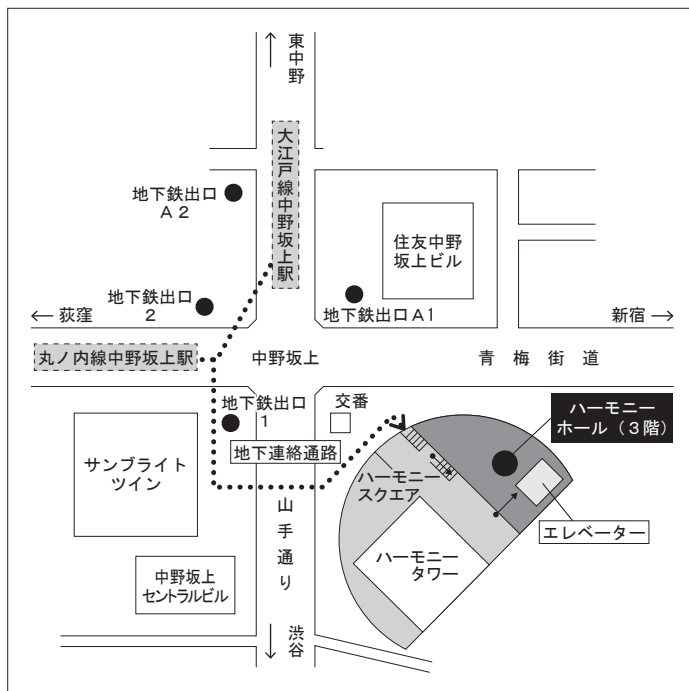 東中野
大江戸線中野坂上駅
地下鉄出口
A2
住友中野
坂上ビル
地下鉄出口
2
地下鉄出口A1
← 荻窪
新宿 →
丸ノ内線中野坂上駅
中野坂上
青梅街道
地下鉄出口
1
交番
ハーモニー
ホール（3階）
地下連絡通路
サンブライト
ツイン
ハーモニー
スクエア
エレベーター
山手通り
ハーモニー
タワー
中野坂上
セントラルビル
渋谷